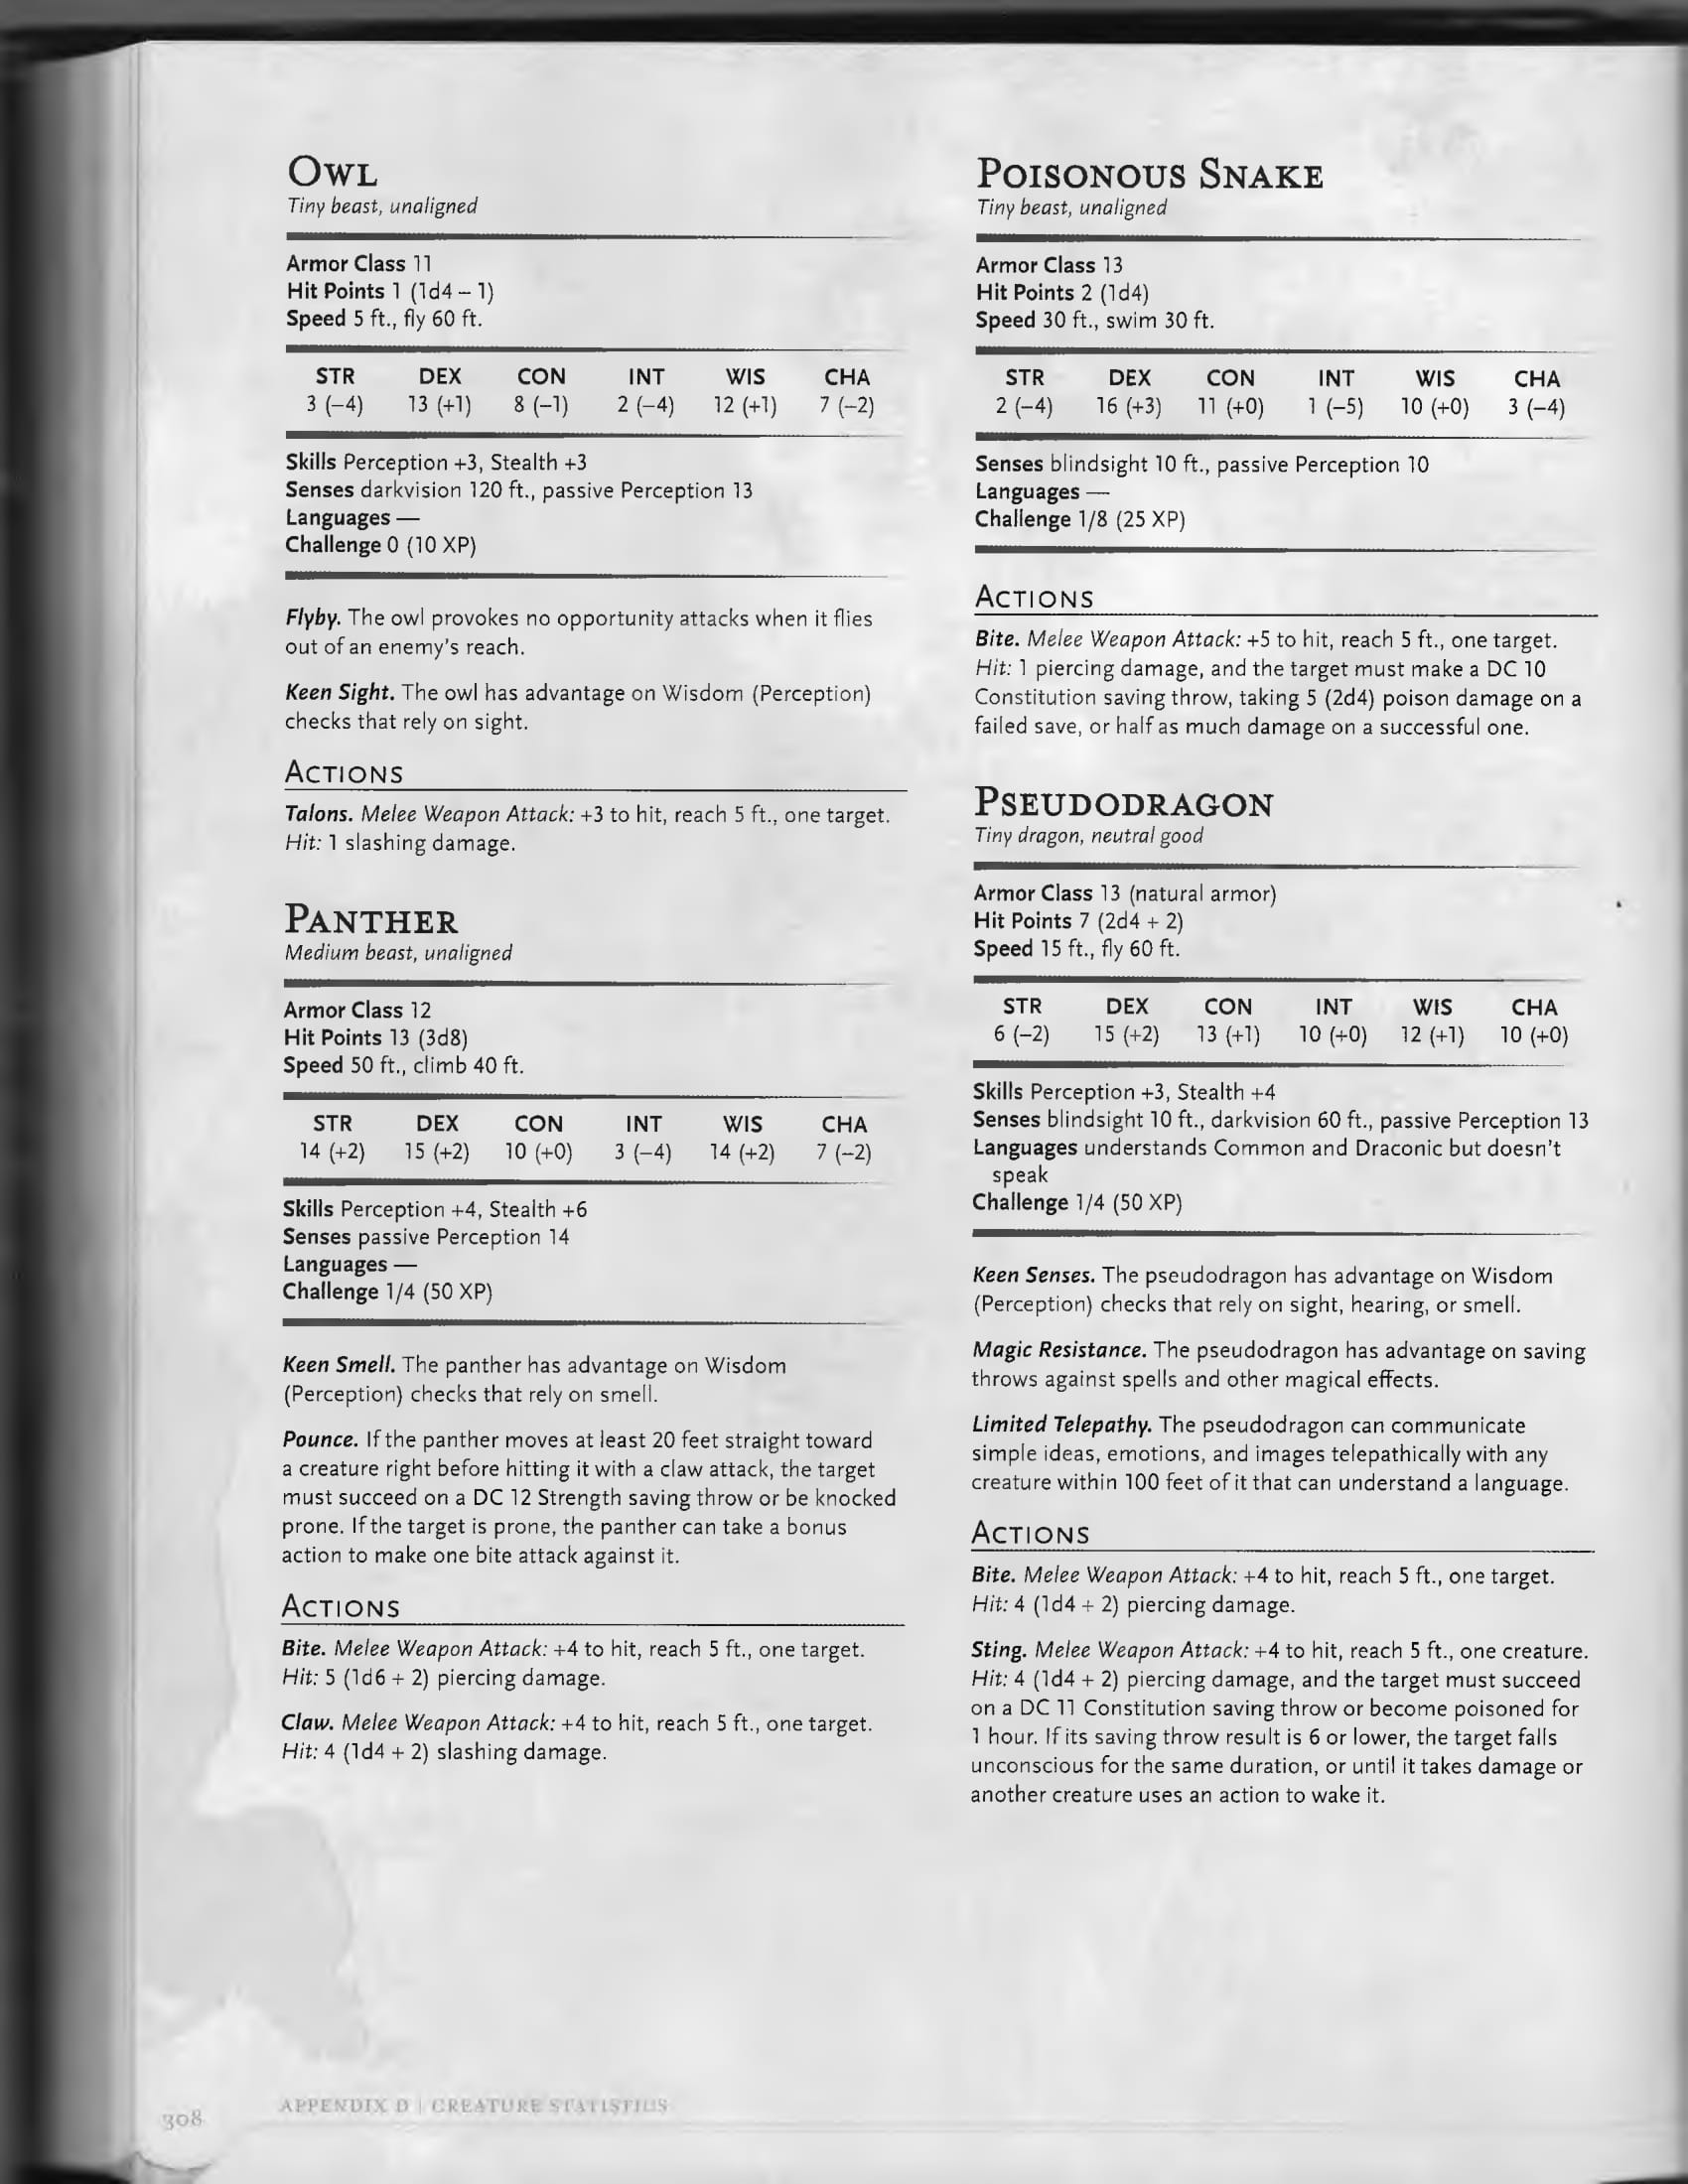 OWL
Tiny beast, unaligned
Armor Class 11
Hit Points 1 (1d4 – 1)
Speed 5 ft., fly 60 ft.
STR DEX CON INT WIS CHA
3 (–4) 13 (+1) 8 (–1) 2 (–4) 12 (+1) 7 (–2)
Skills Perception +3, Stealth +3
Senses darkvision 120 ft., passive Perception 13
Languages —
Challenge 0 (10 XP)
Flyby. The owl provokes no opportunity attacks when it flies
out of an enemy's reach.
Keen Sight. The owl has advantage on Wisdom (Perception)
checks that rely on sight.
ACTIONS
Talons. Melee Weapon Attack: +3 to hit, reach 5 ft., one target.
Hit: 1 slashing damage.
PANTHER
Medium beast, unaligned
Armor Class 12
Hit Points 13 (3d8)
Speed 50 ft., climb 40 ft.
STR DEX CON INT WIS CHA
14 (+2) 15 (+2) 10 (+0) 3 (–4) 14 (+2) 7 (–2)
Skills Perception +4, Stealth +6
Senses passive Perception 14
Languages —
Challenge 1/4 (50 XP)
Keen Smell. The panther has advantage on Wisdom
(Perception) checks that rely on smell.
Pounce. If the panther moves at least 20 feet straight toward
a creature right before hitting it with a claw attack, the target
must succeed on a DC 12 Strength saving throw or be knocked
prone. If the target is prone, the panther can take a bonus
action to make one bite attack against it.
ACTIONS
Bite. Melee Weapon Attack: +4 to hit, reach 5 ft., one target.
Hit: 5 (1d6 + 2) piercing damage.
Claw. Melee Weapon Attack: +4 to hit, reach 5 ft., one target.
Hit: 4 (1d4 + 2) slashing damage.
POISONOUS SNAKE
Tiny beast, unaligned
Armor Class 13
Hit Points 2 (1d4)
Speed 30 ft., swim 30 ft.
STR DEX CON INT WIS CHA
2 (–4) 16 (+3) 11 (+0) 1 (–5) 10 (+0) 3 (–4)
Senses blindsight 10 ft., passive Perception 10
Languages —
Challenge 1/8 (25 XP)
ACTIONS
Bite. Melee Weapon Attack: +5 to hit, reach 5 ft., one target.
Hit: 1 piercing damage, and the target must make a DC 10
Constitution saving throw, taking 5 (2d4) poison damage on a
failed save, or half as much damage on a successful one.
PSEUDODRAGON
Tiny dragon, neutral good
Armor Class 13 (natural armor)
Hit Points 7 (2d4 + 2)
Speed 15 ft., fly 60 ft.
STR DEX CON INT WIS CHA
6 (–2) 15 (+2) 13 (+1) 10 (+0) 12 (+1) 10 (+0)
Skills Perception +3, Stealth +4
Senses blindsight 10 ft., darkvision 60 ft., passive Perception 13
Languages understands Common and Draconic but doesn't
speak
Challenge 1/4 (50 XP)
Keen Senses. The pseudodragon has advantage on Wisdom
(Perception) checks that rely on sight, hearing, or smell.
Magic Resistance. The pseudodragon has advantage on saving
throws against spells and other magical effects.
Limited Telepathy. The pseudodragon can communicate
simple ideas, emotions, and images telepathically with any
creature within 100 feet of it that can understand a language.
ACTIONS
Bite. Melee Weapon Attack: +4 to hit, reach 5 ft., one target.
Hit: 4 (1d4 + 2) piercing damage.
Sting. Melee Weapon Attack: +4 to hit, reach 5 ft., one creature.
Hit: 4 (1d4 + 2) piercing damage, and the target must succeed
on a DC 11 Constitution saving throw or become poisoned for
1 hour. If its saving throw result is 6 or lower, the target falls
unconscious for the same duration, or until it takes damage or
another creature uses an action to wake it.
308
APPENDIX D | CREATURE STATISTICS